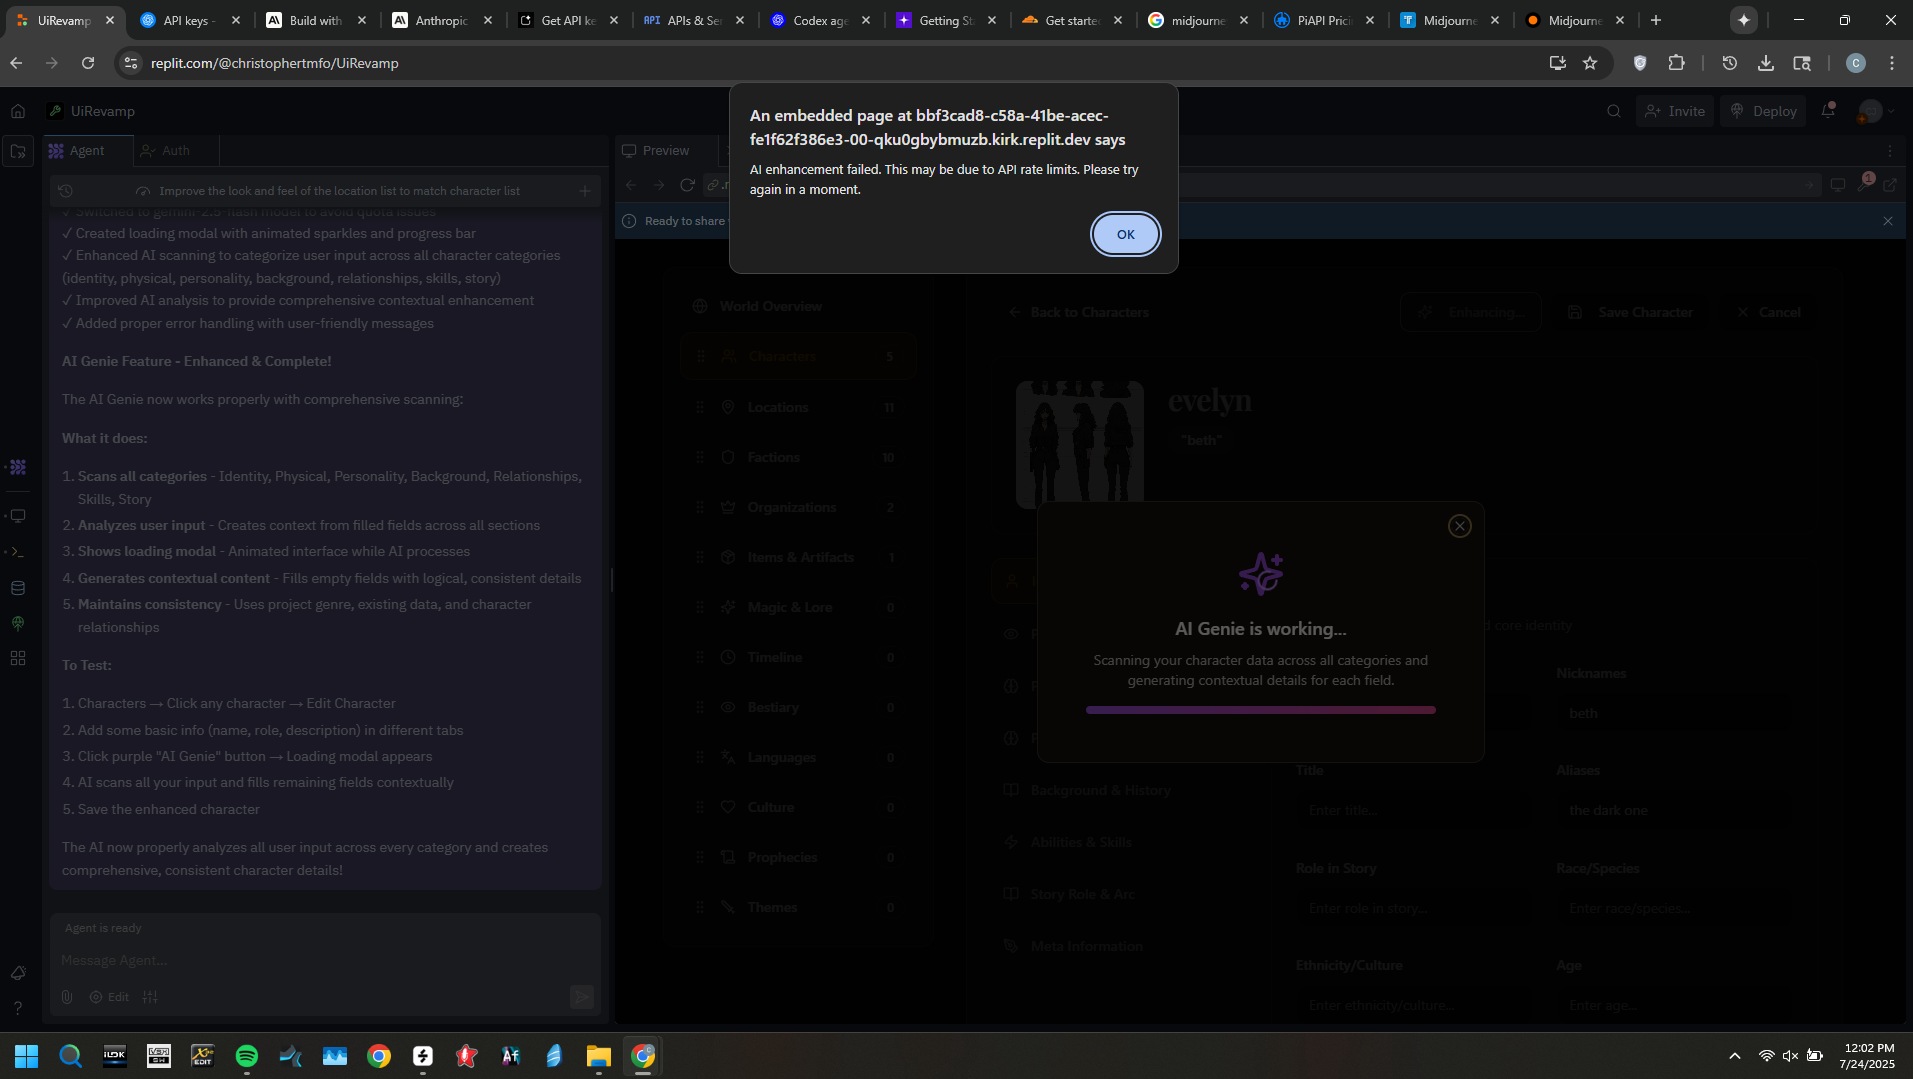 UiRevamp
API keys -
Build with
Anthropic
Get API ke
APIs & Ser
Codex age
Getting St
Get starte
midjourne
PiAPI Prici
Midjourne
Midjourne
replit.com/@christophertmfo/UiRevamp
C
UiRevamp
Invite
Deploy
Agent
Auth
Preview
Improve the look and feel of the location list to match character list
1
Ready to share
An embedded page at bbf3cad8-c58a-41be-acec-
fe1f62f386e3-00-qku0gbybmuzb.kirk.replit.dev says
AI enhancement failed. This may be due to API rate limits. Please try
again in a moment.
OK
✓ Switched to gemini-2.5-flash model to avoid quota issues
✓ Created loading modal with animated sparkles and progress bar
✓ Enhanced AI scanning to categorize user input across all character categories
(identity, physical, personality, background, relationships, skills, story)
✓ Improved AI analysis to provide comprehensive contextual enhancement
✓ Added proper error handling with user-friendly messages
AI Genie Feature - Enhanced & Complete!
The AI Genie now works properly with comprehensive scanning:
What it does:
1. Scans all categories - Identity, Physical, Personality, Background, Relationships,
Skills, Story
2. Analyzes user input - Creates context from filled fields across all sections
3. Shows loading modal - Animated interface while AI processes
4. Generates contextual content - Fills empty fields with logical, consistent details
5. Maintains consistency - Uses project genre, existing data, and character
relationships
To Test:
1. Characters → Click any character → Edit Character
2. Add some basic info (name, role, description) in different tabs
3. Click purple "AI Genie" button → Loading modal appears
4. AI scans all your input and fills remaining fields contextually
5. Save the enhanced character
The AI now properly analyzes all user input across every category and creates
comprehensive, consistent character details!
Agent is ready
Message Agent...
Edit
World Overview
Characters 5
Locations 11
Factions 10
Organizations 2
Items & Artifacts 1
Magic & Lore 0
Timeline 0
Bestiary 0
Languages 0
Culture 0
Prophecies 0
Themes 0
Back to Characters
Enhancing...
Save Character
Cancel
evelyn
"beth"
AI Genie is working...
Scanning your character data across all categories and
generating contextual details for each field.
d core identity
Background & History
Abilities & Skills
Story Role & Arc
Meta Information
Nicknames
beth
Title
Enter title...
Aliases
the dark one
Role in Story
Enter role in story...
Race/Species
Enter race/species...
Ethnicity/Culture
Enter ethnicity/culture...
Age
Enter age...
12:02 PM
7/24/2025